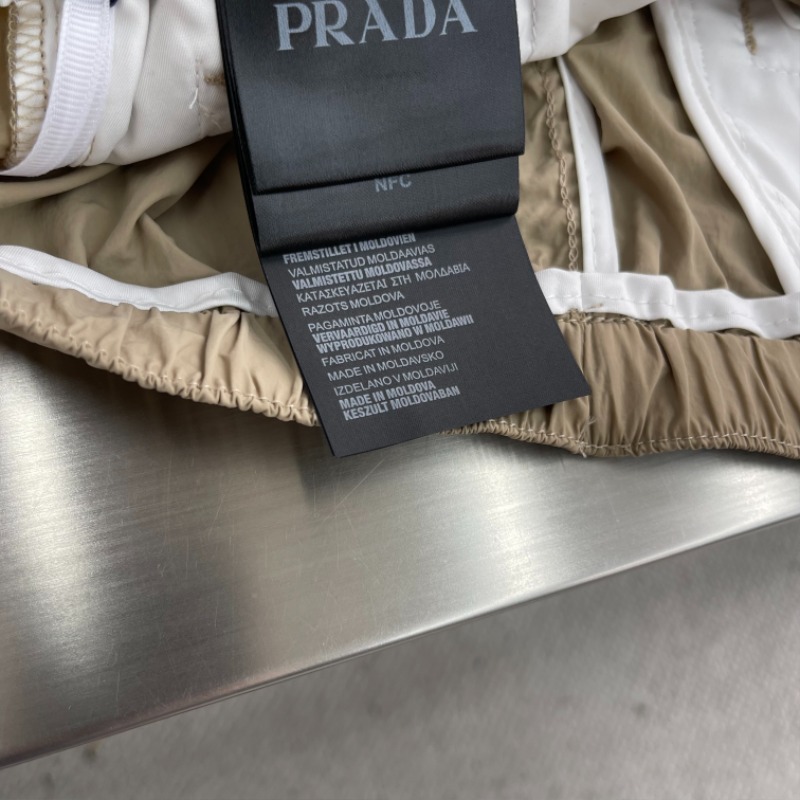 PRADA
NFC
FREMSTILLET I MOLDOVIEN
VALMISTATUD MOLDAAVIAS
VALMISTETTU MOLDOVASSA
ΚΑΤΑΣΚΕΥΑΖΕΤΑΙ ΣΤΗ ΜΟΛΔΑΒΙΑ
RAZOTS MOLDOVA
PAGAMINTA MOLDOVOJE
VERVAARDIGD IN MOLDAVIE
WYPRODUKOWANO W MOLDAWII
FABRICAT IN MOLDOVA
MADE IN MOLDAVSKO
IZDELANO V MOLDAVIJI
MADE IN MOLDOVA
KESZULT MOLDOVABAN